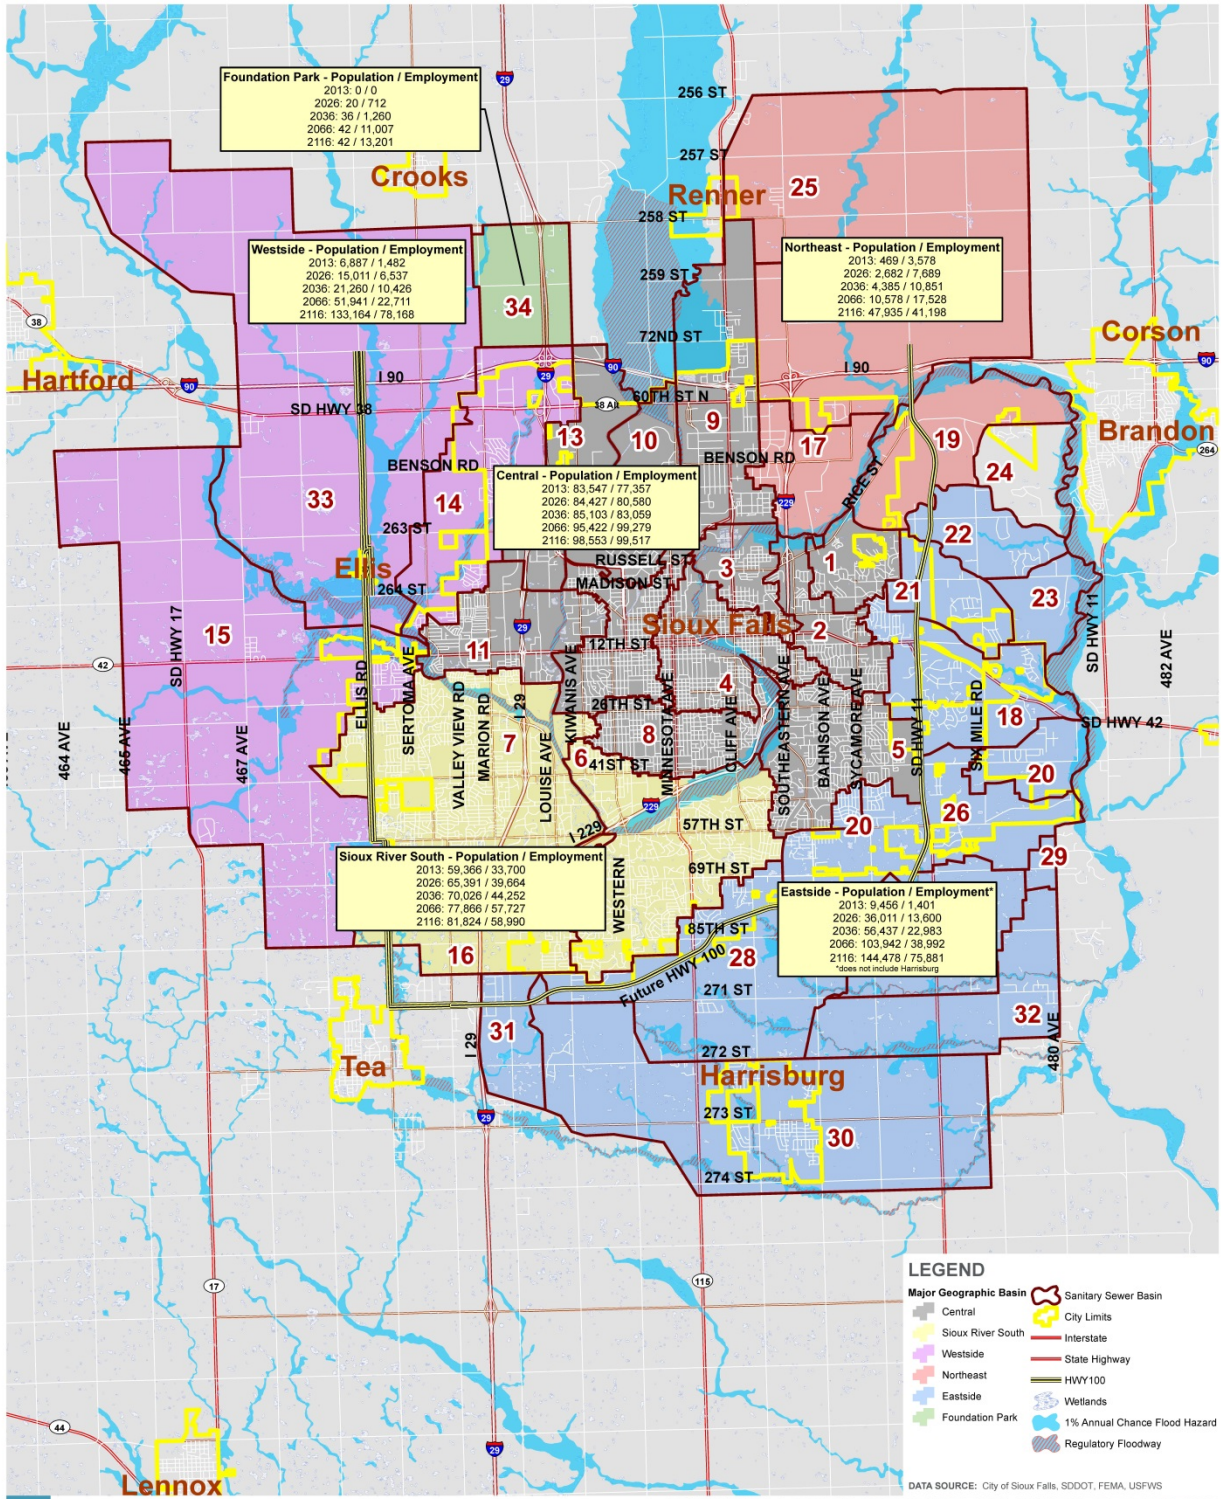 256 ST
29
Foundation Park - Population / Employment
2013: 0 / 0
2026: 20 / 712
2036: 36 / 1,260
2066: 42 / 11,007
2116: 42 / 13,201
257 ST
Crooks
Renner
25
258 ST
Westside - Population / Employment
2013: 6,887 / 1,482
2026: 15,011 / 6,537
2036: 21,260 / 10,426
2066: 51,941 / 22,711
2116: 133,164 / 78,168
Northeast - Population / Employment
2013: 469 / 3,578
2026: 2,682 / 7,689
2036: 4,385 / 10,851
2066: 10,578 / 17,528
2116: 47,935 / 41,198
259 ST
34
38
72ND ST
Corson
90
I 90
90
I 90
Hartford
90
29
SD HWY 38
38 Alt
60TH ST N
9
Brandon
13
10
17
19
264
BENSON RD
BENSON RD
24
RICE ST
Central - Population / Employment
2013: 83,547 / 77,357
2026: 84,427 / 80,580
2036: 85,103 / 83,059
2066: 95,422 / 99,279
2116: 98,553 / 99,517
33
14
229
263 ST
22
RUSSELL ST
3
1
Ellis
264 ST
MADISON ST
21
23
SD HWY 11
15
SD HWY 17
Sioux Falls
2
29
12TH ST
11
42
482 AVE
SERTOMA AVE
ELLIS RD
VALLEY VIEW RD
MARION RD
I 29
KIWANIS AVE
4
26TH ST
MINNESOTA AVE
CLIFF AVE
SOUTHEASTERN AVE
BAHNSON AVE
SYCAMORE AVE
SD HWY 11
SIX MILE RD
18
SD HWY 42
464 AVE
465 AVE
467 AVE
7
LOUISE AVE
6
8
41ST ST
5
20
229
26
I 229
57TH ST
20
Sioux River South - Population / Employment
2013: 59,366 / 33,700
2026: 65,391 / 39,664
2036: 70,026 / 44,252
2066: 77,866 / 57,727
2116: 81,824 / 58,990
WESTERN
69TH ST
29
Eastside - Population / Employment*
2013: 9,456 / 1,401
2026: 36,011 / 13,600
2036: 56,437 / 22,983
2066: 103,942 / 38,992
2116: 144,478 / 75,881
*does not include Harrisburg
85TH ST
16
28
Future HWY 100
271 ST
31
32
I 29
272 ST
480 AVE
Tea
Harrisburg
29
273 ST
30
274 ST
17
115
44
29
Lennox
LEGEND
Major Geographic Basin
Central
Sioux River South
Westside
Northeast
Eastside
Foundation Park
Sanitary Sewer Basin
City Limits
Interstate
State Highway
HWY100
Wetlands
1% Annual Chance Flood Hazard
Regulatory Floodway
DATA SOURCE: City of Sioux Falls, SDDOT, FEMA, USFWS